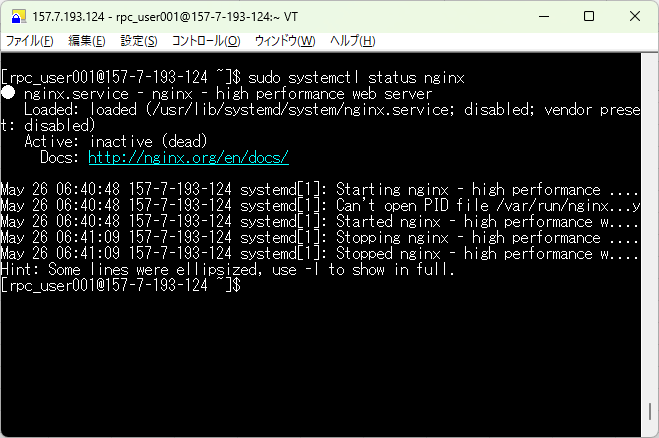 157.7.193.124 - rpc_user001@157-7-193-124:~ VT
ファイル(F) 編集(E) 設定(S) コントロール(O) ウィンドウ(W) ヘルプ(H)
[rpc_user001@157-7-193-124 ~]$ sudo systemctl status nginx
● nginx.service - nginx - high performance web server
Loaded: loaded (/usr/lib/systemd/system/nginx.service; disabled; vendor prese
t: disabled)
Active: inactive (dead)
Docs: http://nginx.org/en/docs/
May 26 06:40:48 157-7-193-124 systemd[1]: Starting nginx - high performance ....
May 26 06:40:48 157-7-193-124 systemd[1]: Can't open PID file /var/run/nginx...y
May 26 06:40:48 157-7-193-124 systemd[1]: Started nginx - high performance w....
May 26 06:41:09 157-7-193-124 systemd[1]: Stopping nginx - high performance ....
May 26 06:41:09 157-7-193-124 systemd[1]: Stopped nginx - high performance w....
Hint: Some lines were ellipsized, use -l to show in full.
[rpc_user001@157-7-193-124 ~]$